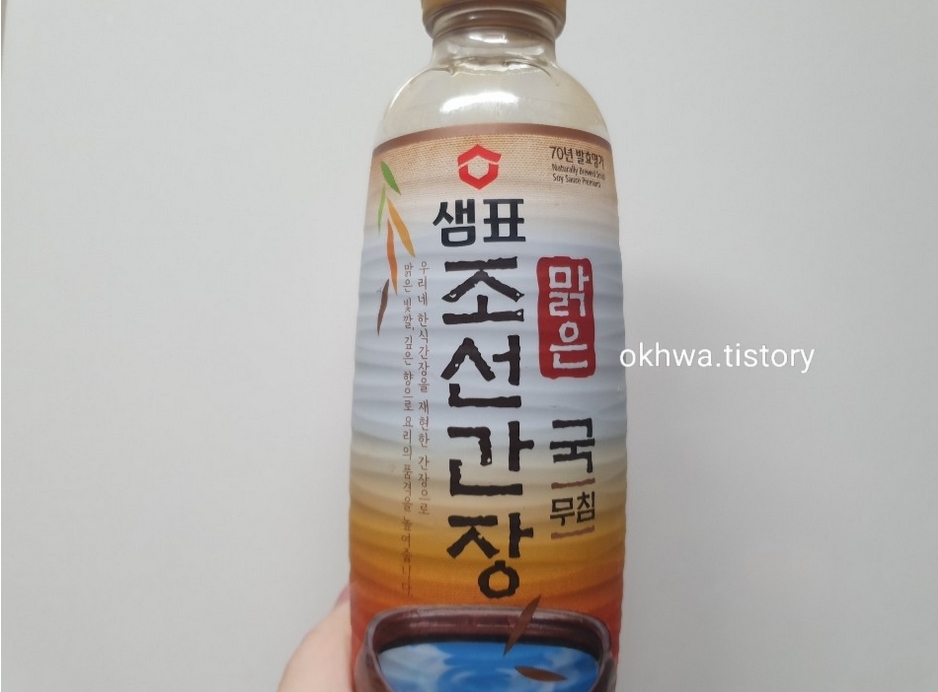 70년 발효명가
Naturally Brewed
Soy Sauce Premium
샘표
맑은
조선간장
국
무침
우리네 한식간장을 재현한 간장으로
맑은 빛깔, 깊은 향으로 요리의 품격을 높여줍니다
okhwa.tistory